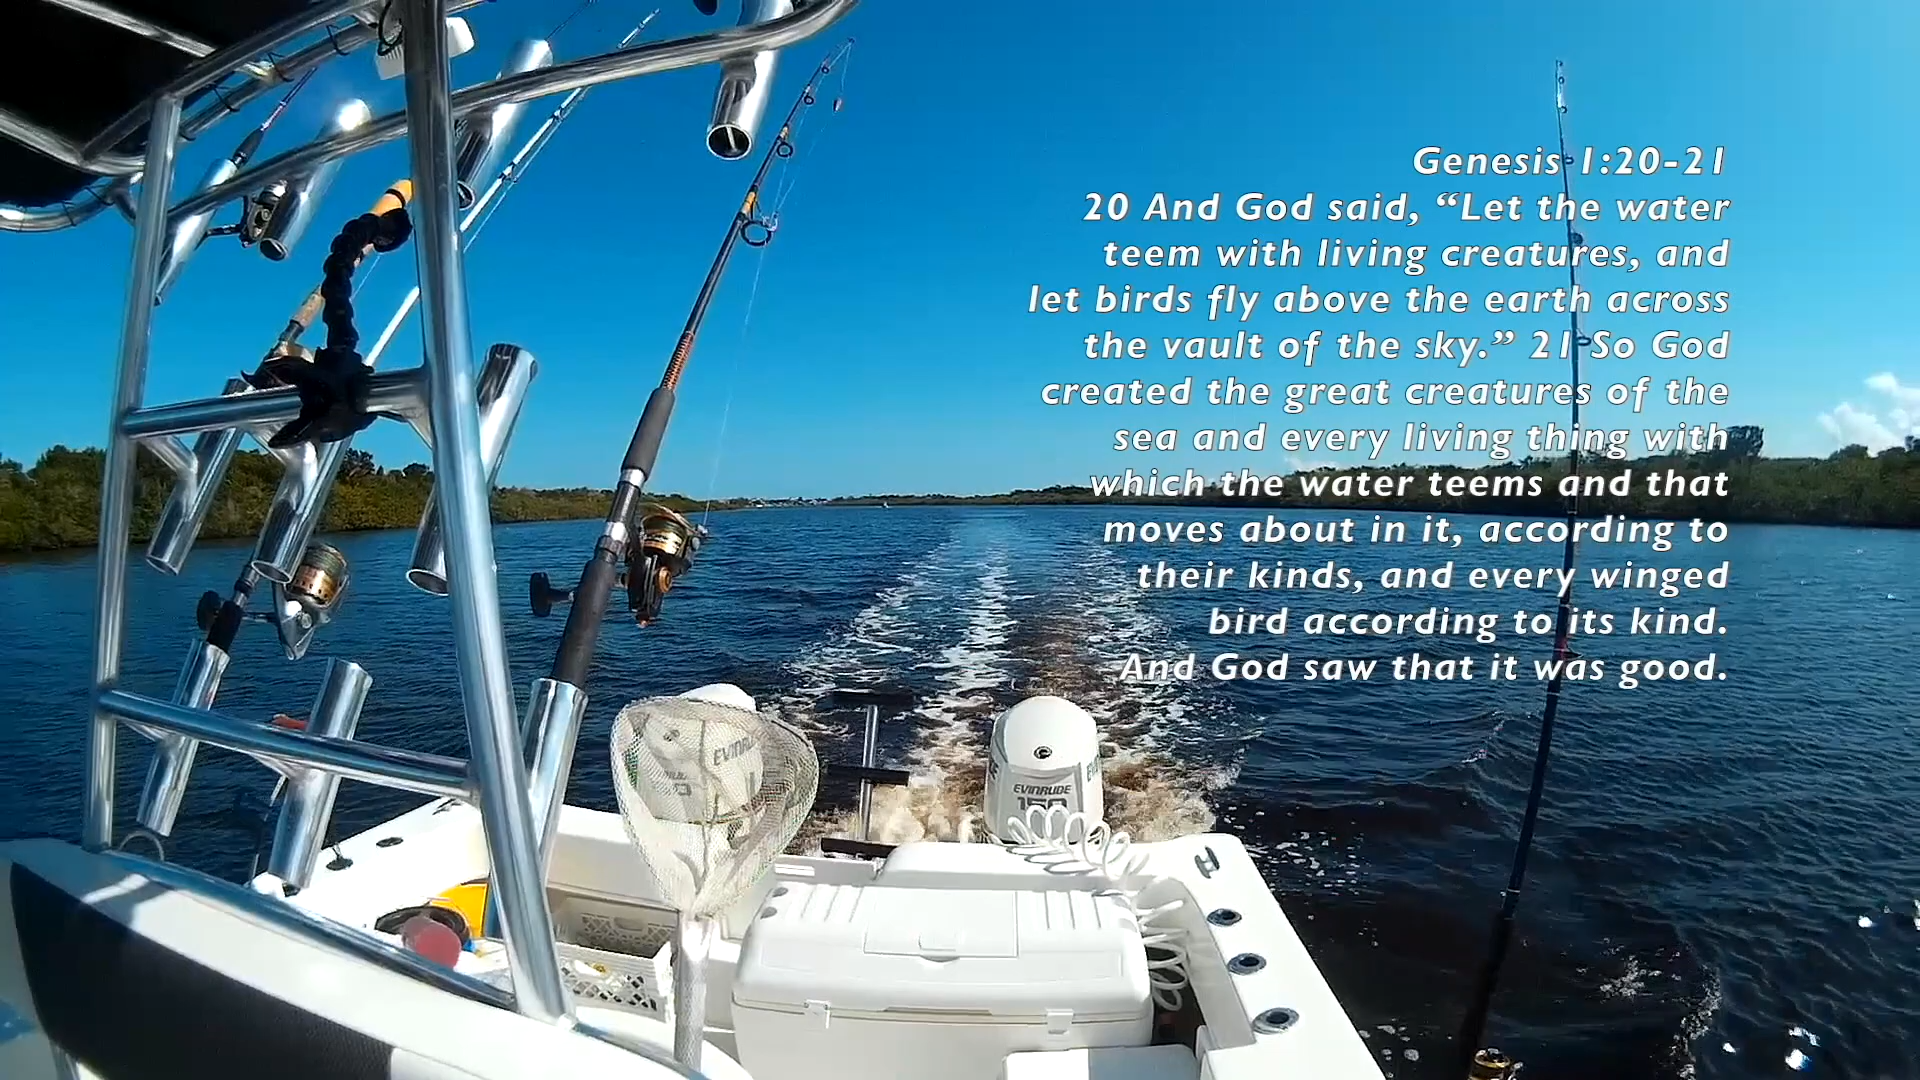 Genesis 1:20-21
20 And God said, “Let the water
teem with living creatures, and
let birds fly above the earth across
the vault of the sky.” 21 So God
created the great creatures of the
sea and every living thing with
which the water teems and that
moves about in it, according to
their kinds, and every winged
bird according to its kind.
And God saw that it was good.
EVINRUDE
EVINRUDE
150